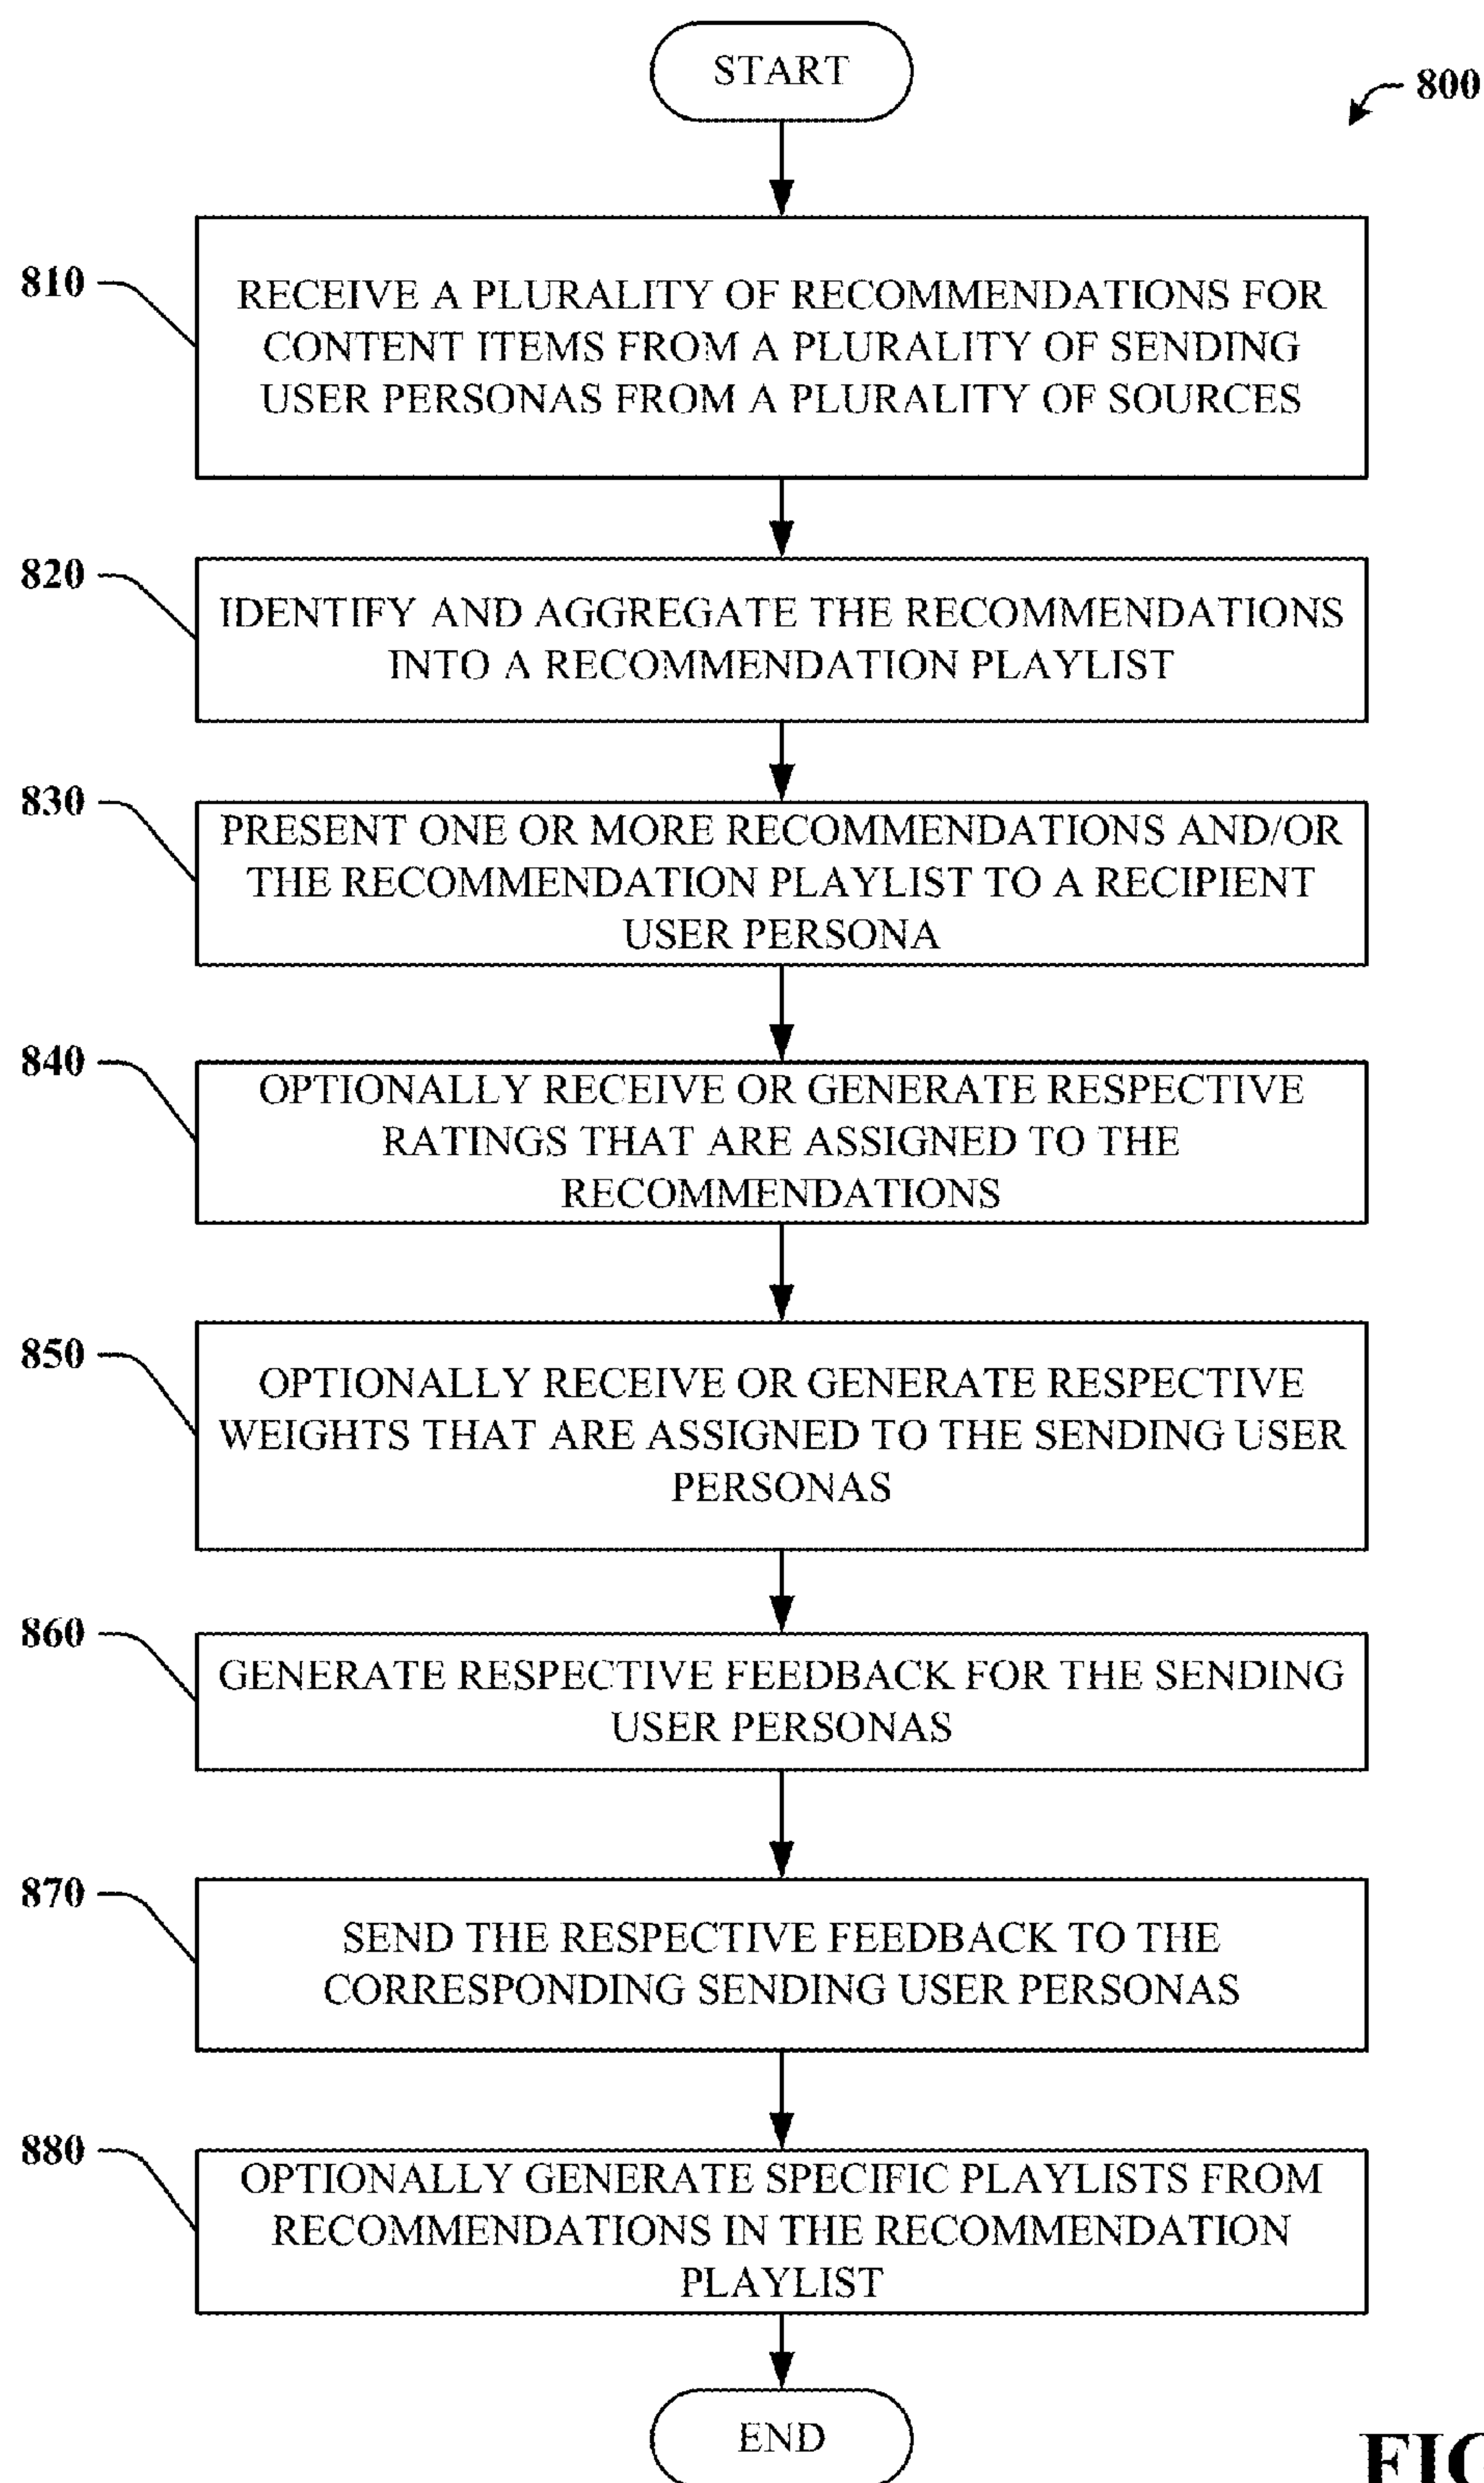 START
800
810
RECEIVE A PLURALITY OF RECOMMENDATIONS FOR
CONTENT ITEMS FROM A PLURALITY OF SENDING
USER PERSONAS FROM A PLURALITY OF SOURCES
820
IDENTIFY AND AGGREGATE THE RECOMMENDATIONS
INTO A RECOMMENDATION PLAYLIST
830
PRESENT ONE OR MORE RECOMMENDATIONS AND/OR
THE RECOMMENDATION PLAYLIST TO A RECIPIENT
USER PERSONA
840
OPTIONALLY RECEIVE OR GENERATE RESPECTIVE
RATINGS THAT ARE ASSIGNED TO THE
RECOMMENDATIONS
850
OPTIONALLY RECEIVE OR GENERATE RESPECTIVE
WEIGHTS THAT ARE ASSIGNED TO THE SENDING USER
PERSONAS
860
GENERATE RESPECTIVE FEEDBACK FOR THE SENDING
USER PERSONAS
870
SEND THE RESPECTIVE FEEDBACK TO THE
CORRESPONDING SENDING USER PERSONAS
880
OPTIONALLY GENERATE SPECIFIC PLAYLISTS FROM
RECOMMENDATIONS IN THE RECOMMENDATION
PLAYLIST
END